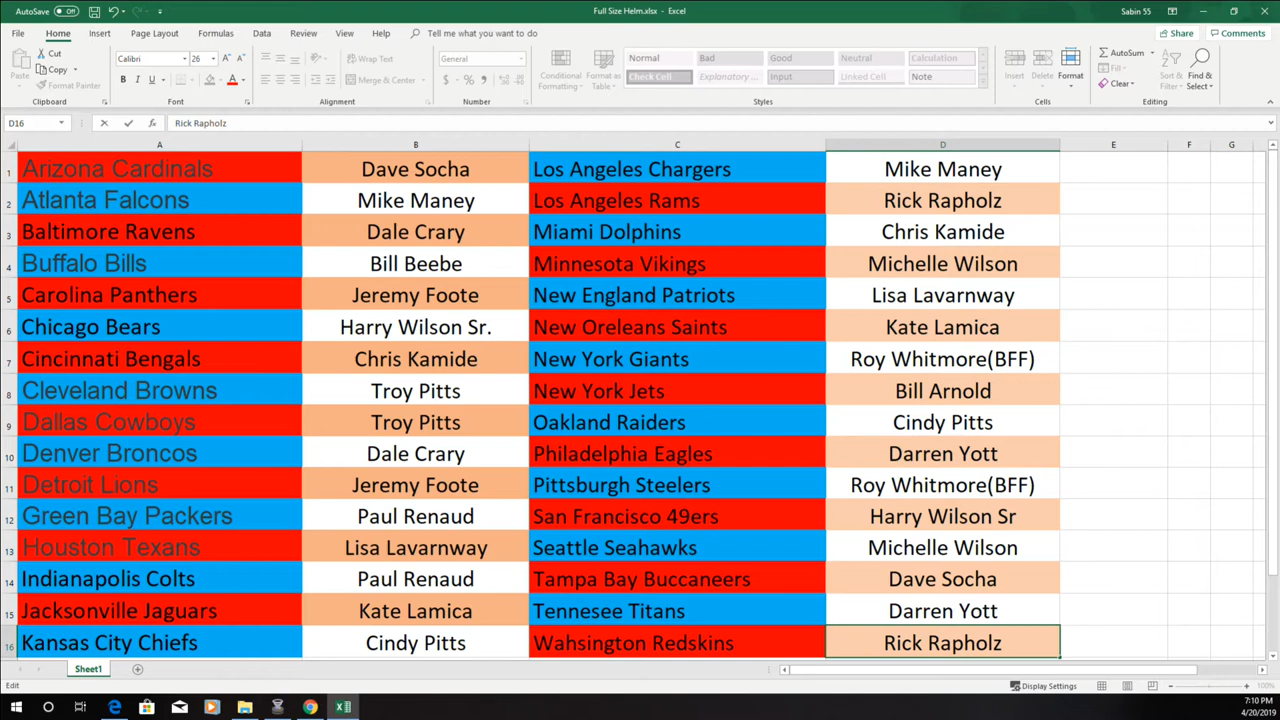 AutoSave Off Full Size Helm.xlsx - Excel Sabin 55
File Home Insert Page Layout Formulas Data Review View Help Tell me what you want to do Share Comments
Paste Cut Copy Format Painter Calibri 26 A A B I U A Wrap Text Merge & Center General $ % , Conditional Formatting Format as Table Normal Bad Good Neutral Calculation Check Cell Explanatory ... Input Linked Cell Note Insert Delete Format AutoSum Fill Clear Sort & Filter Find & Select
Clipboard Font Alignment Number Styles Cells Editing
D16 fx Rick Rapholz
A B C D E F G
1 Arizona Cardinals Dave Socha Los Angeles Chargers Mike Maney
2 Atlanta Falcons Mike Maney Los Angeles Rams Rick Rapholz
3 Baltimore Ravens Dale Crary Miami Dolphins Chris Kamide
4 Buffalo Bills Bill Beebe Minnesota Vikings Michelle Wilson
5 Carolina Panthers Jeremy Foote New England Patriots Lisa Lavarnway
6 Chicago Bears Harry Wilson Sr. New Oreleans Saints Kate Lamica
7 Cincinnati Bengals Chris Kamide New York Giants Roy Whitmore(BFF)
8 Cleveland Browns Troy Pitts New York Jets Bill Arnold
9 Dallas Cowboys Troy Pitts Oakland Raiders Cindy Pitts
10 Denver Broncos Dale Crary Philadelphia Eagles Darren Yott
11 Detroit Lions Jeremy Foote Pittsburgh Steelers Roy Whitmore(BFF)
12 Green Bay Packers Paul Renaud San Francisco 49ers Harry Wilson Sr
13 Houston Texans Lisa Lavarnway Seattle Seahawks Michelle Wilson
14 Indianapolis Colts Paul Renaud Tampa Bay Buccaneers Dave Socha
15 Jacksonville Jaguars Kate Lamica Tennesee Titans Darren Yott
16 Kansas City Chiefs Cindy Pitts Wahsington Redskins Rick Rapholz
Sheet1
Edit Display Settings 100%
7:10 PM
4/20/2019